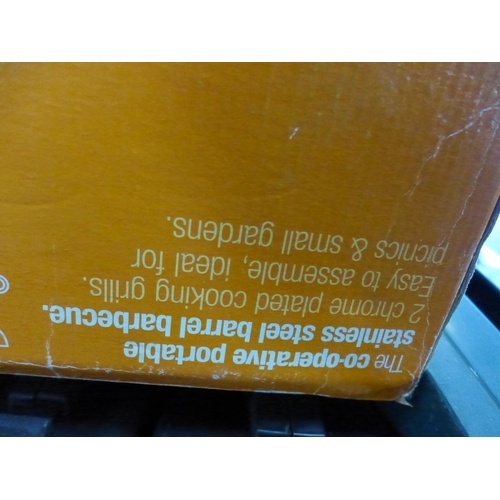 The co-operative portable
stainless steel barrel barbecue.
2 chrome plated cooking grills.
Easy to assemble, ideal for
picnics & small gardens.